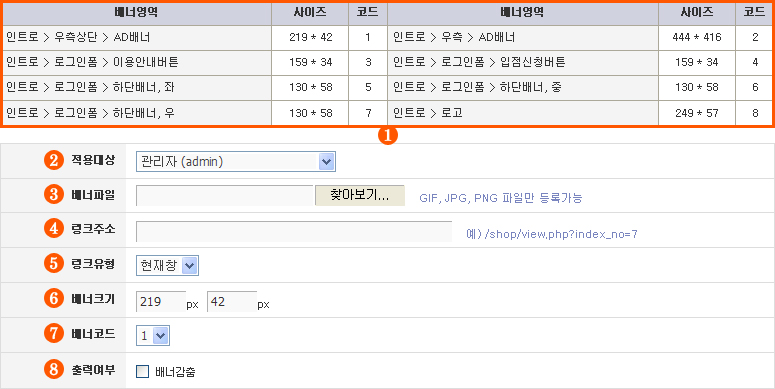 배너영역 사이즈 코드 배너영역 사이즈 코드
인트로 > 우측상단 > AD배너 219 * 42 1 인트로 > 우측 > AD배너 444 * 416 2
인트로 > 로그인폼 > 이용안내버튼 159 * 34 3 인트로 > 로그인폼 > 입점신청버튼 159 * 34 4
인트로 > 로그인폼 > 하단배너, 좌 130 * 58 5 인트로 > 로그인폼 > 하단배너, 중 130 * 58 6
인트로 > 로그인폼 > 하단배너, 우 130 * 58 7 인트로 > 로고 249 * 57 8
1
2 적용대상 관리자 (admin)
3 배너파일 찾아보기... GIF, JPG, PNG 파일만 등록가능
4 링크주소 예) /shop/view.php?index_no=7
5 링크유형 현재창
6 배너크기 219 px 42 px
7 배너코드 1
8 출력여부 배너감춤